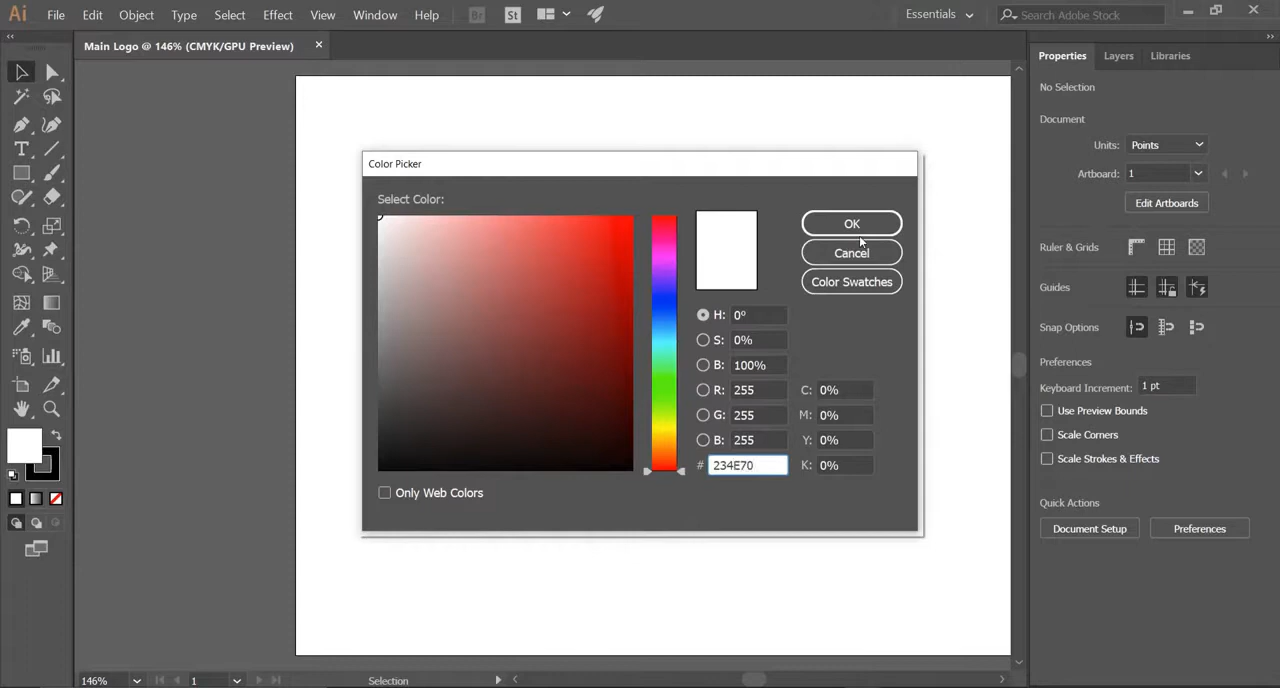 Ai File Edit Object Type Select Effect View Window Help Br St Essentials Search Adobe Stock
Main Logo @ 146% (CMYK/GPU Preview)
Properties Layers Libraries
No Selection
Document
Units: Points
Artboard: 1
Edit Artboards
Ruler & Grids
Guides
Snap Options
Preferences
Keyboard Increment: 1 pt
Use Preview Bounds
Scale Corners
Scale Strokes & Effects
Quick Actions
Document Setup Preferences
Color Picker
Select Color:
OK
Cancel
Color Swatches
H: 0°
S: 0%
B: 100%
R: 255 C: 0%
G: 255 M: 0%
B: 255 Y: 0%
# 234E70 K: 0%
Only Web Colors
146% 1 Selection